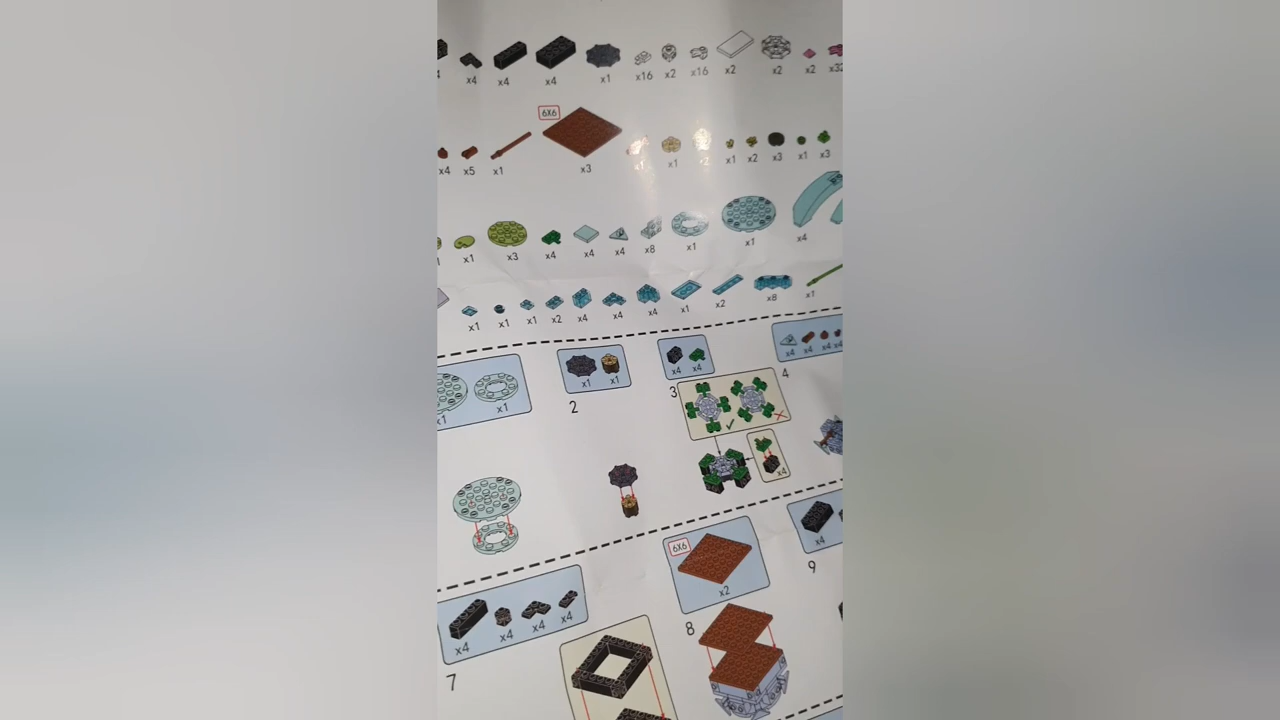 x4 x4 x4 x1 x16 x2 x16 x2 x2 x2 x32
6X6
x4 x5 x1 x3 x1 x1 x2 x3 x1 x3
x1 x3 x4 x4 x4 x8 x1 x1 x4
x1 x1 x1 x2 x4 x4 x4 x1 x2 x8 x1
x1 x1
x1 x1
2
x4 x4
3
x4 x4 x4 x4
4
x4
x4 x4 x4 x4
7
6X6
x2
8
x4
9